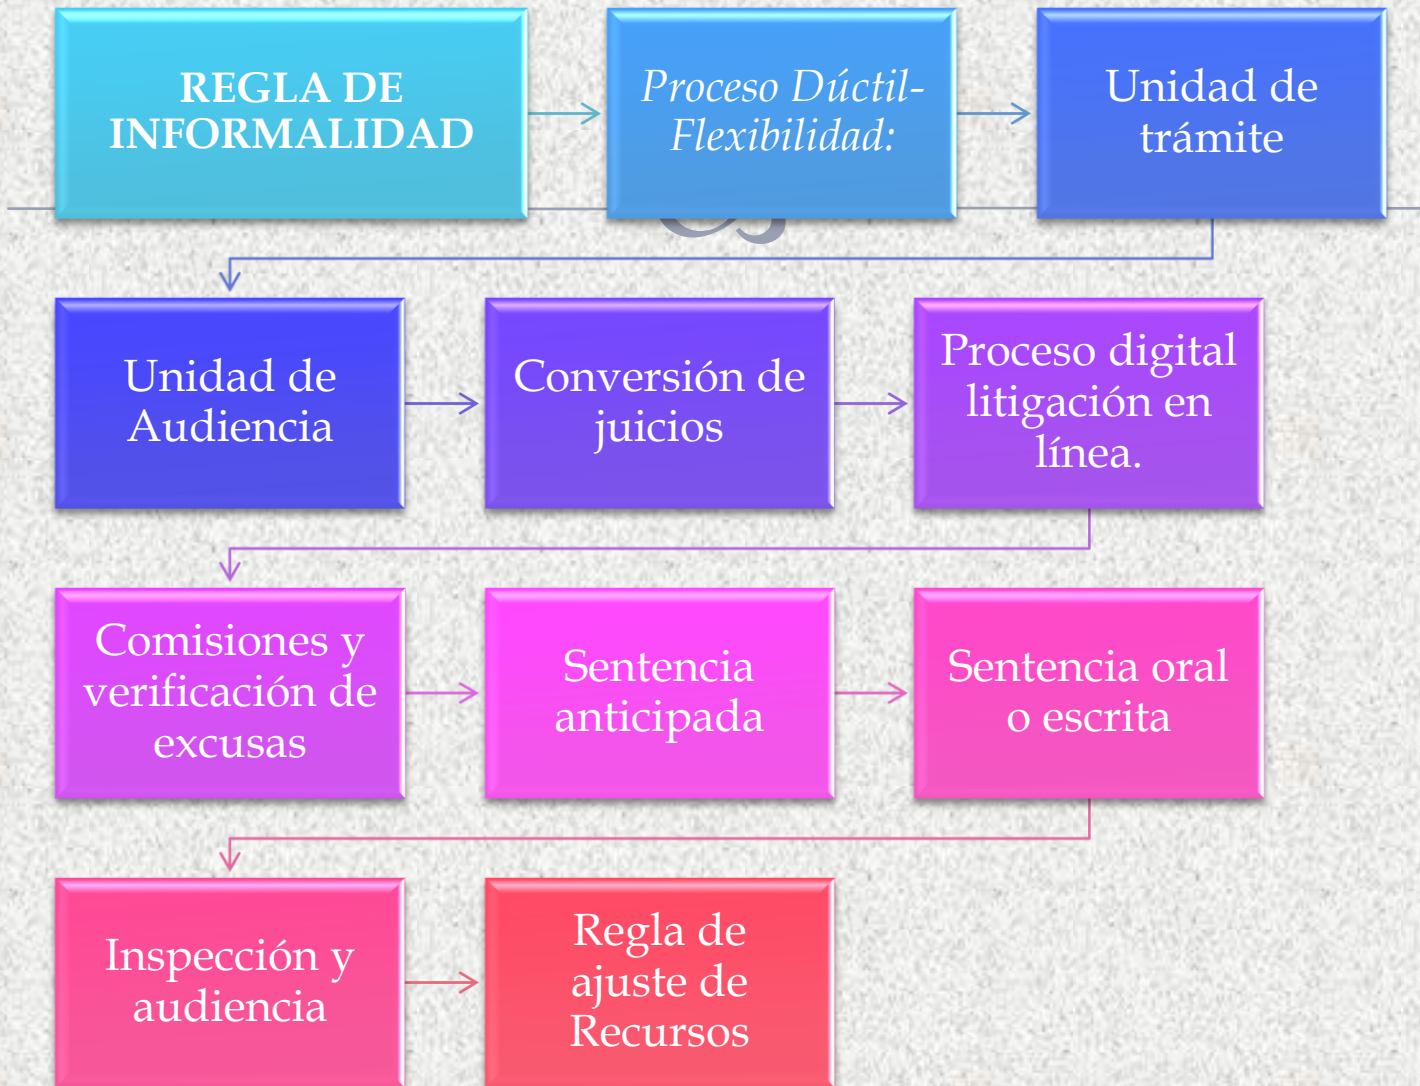 REGLA DE
INFORMALIDAD
Proceso Dúctil-
Flexibilidad:
Unidad de
trámite
Unidad de
Audiencia
Conversión de
juicios
Proceso digital
litigación en
línea.
Comisiones y
verificación de
excusas
Sentencia
anticipada
Sentencia oral
o escrita
Inspección y
audiencia
Regla de
ajuste de
Recursos